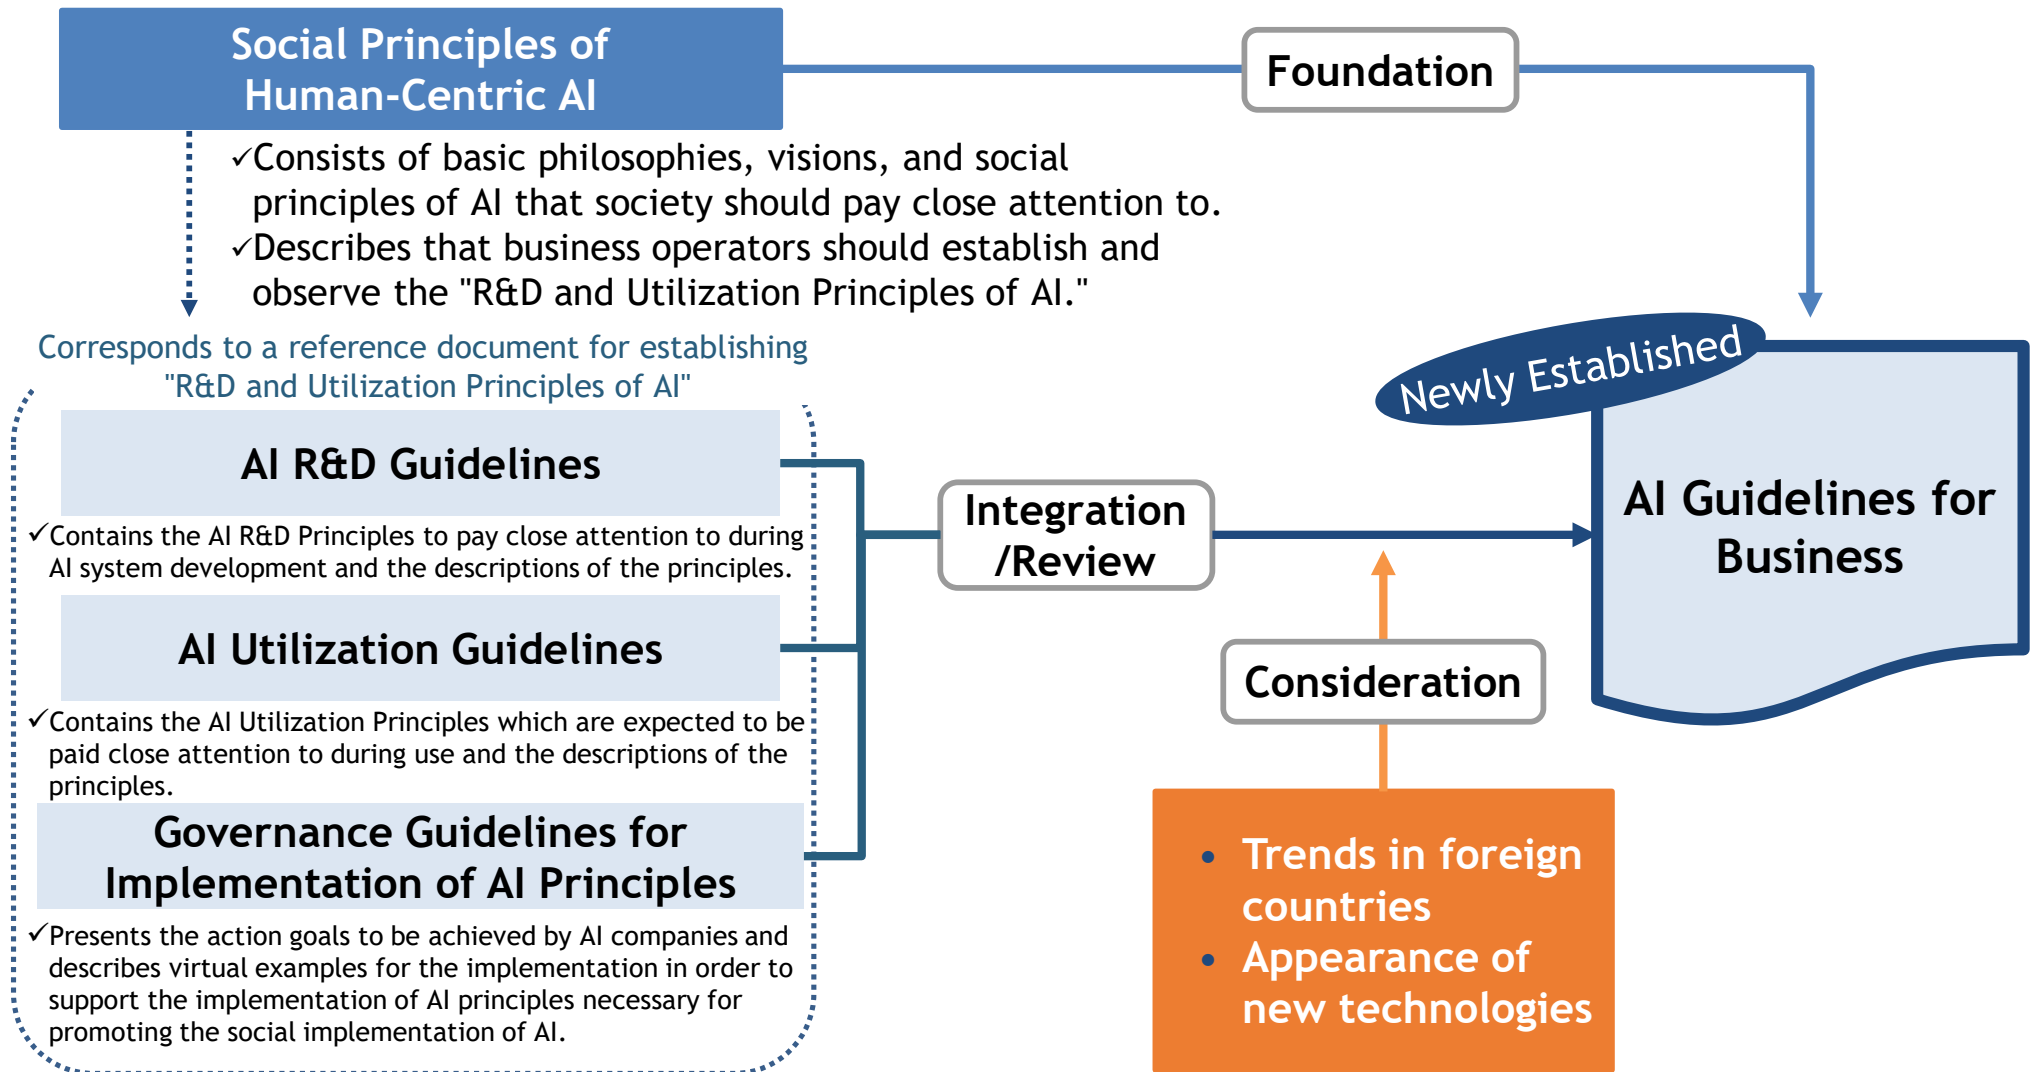 Social Principles of
Human-Centric AI
Foundation
✓Consists of basic philosophies, visions, and social
principles of AI that society should pay close attention to.
✓Describes that business operators should establish and
observe the "R&D and Utilization Principles of AI."
Corresponds to a reference document for establishing
"R&D and Utilization Principles of AI"
AI R&D Guidelines
✓Contains the AI R&D Principles to pay close attention to during
AI system development and the descriptions of the principles.
AI Utilization Guidelines
✓Contains the AI Utilization Principles which are expected to be
paid close attention to during use and the descriptions of the
principles.
Governance Guidelines for
Implementation of AI Principles
✓Presents the action goals to be achieved by AI companies and
describes virtual examples for the implementation in order to
support the implementation of AI principles necessary for
promoting the social implementation of AI.
Integration
/Review
Consideration
• Trends in foreign
countries
• Appearance of
new technologies
Newly Established
AI Guidelines for
Business